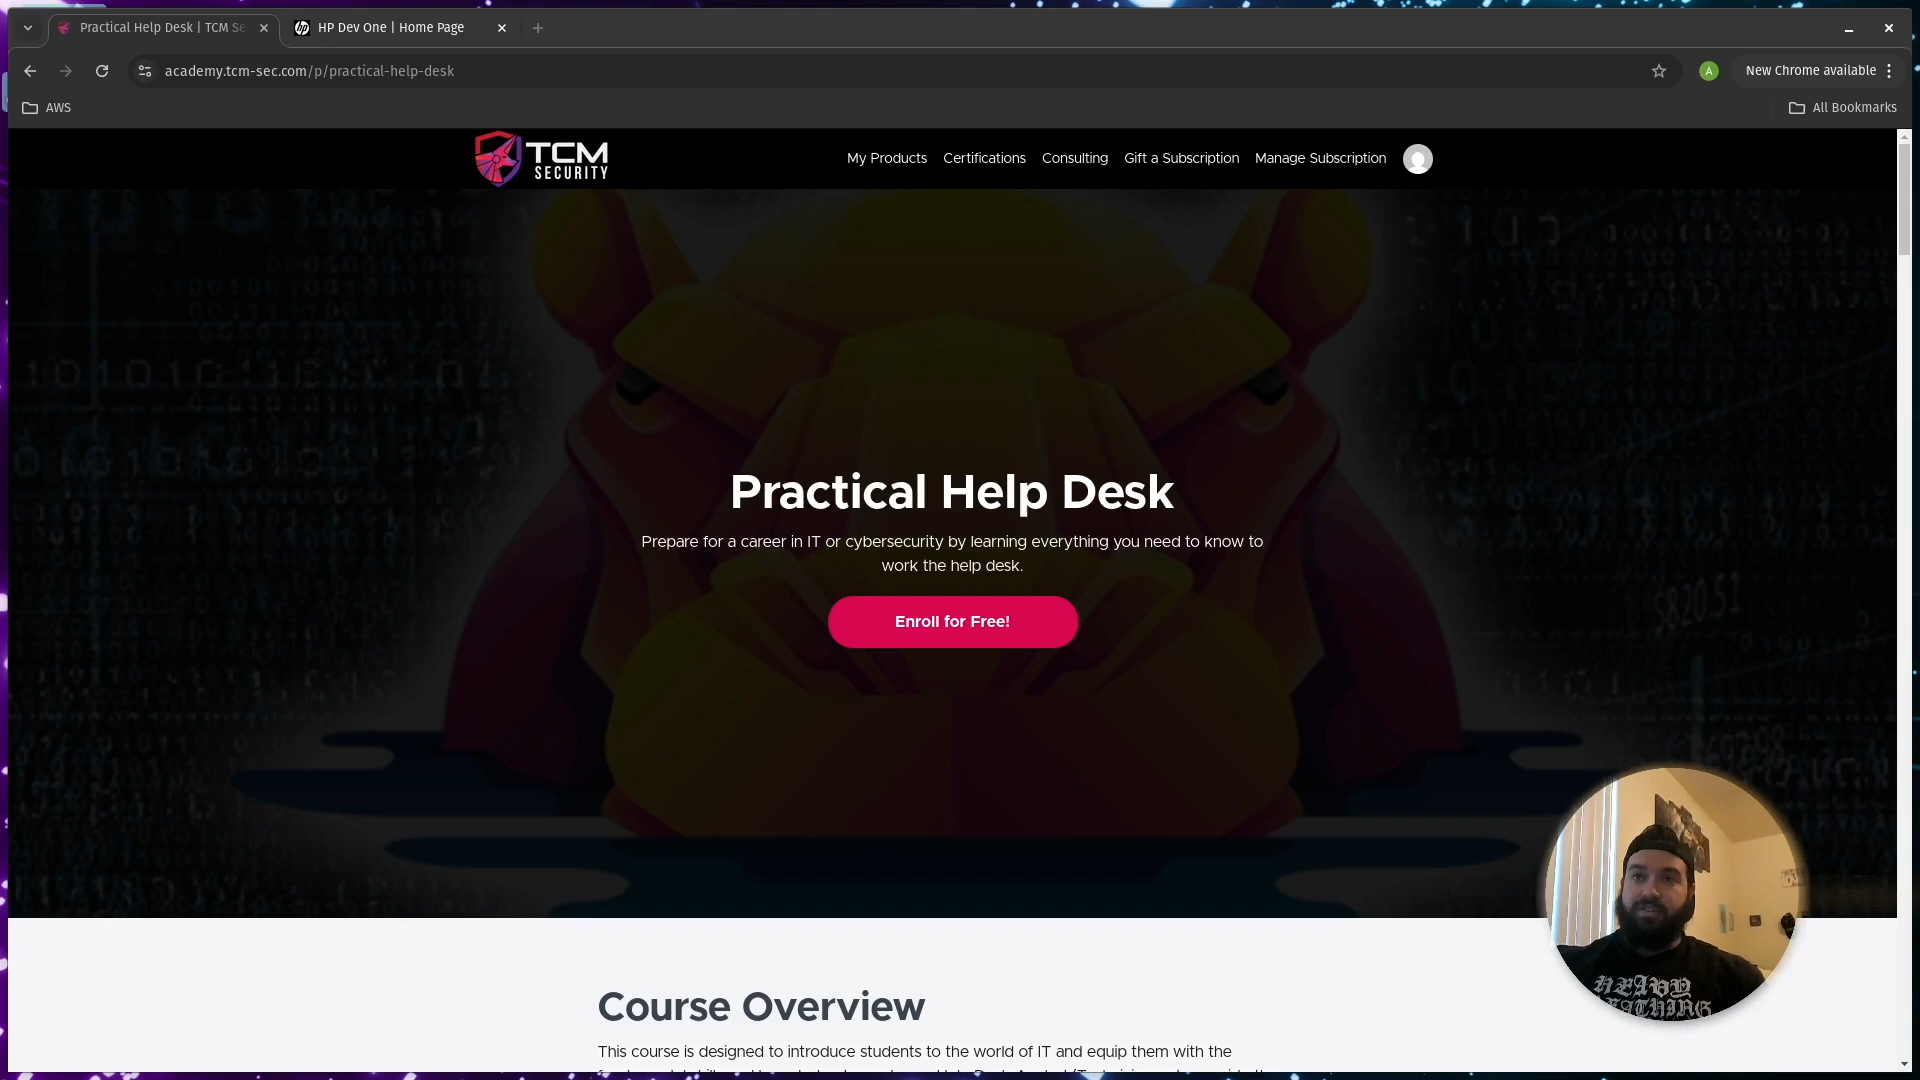 Practical Help Desk | TCM Se
HP Dev One | Home Page
academy.tcm-sec.com/p/practical-help-desk
A
New Chrome available
AWS
All Bookmarks
TCM
SECURITY
My Products
Certifications
Consulting
Gift a Subscription
Manage Subscription
Practical Help Desk
Prepare for a career in IT or cybersecurity by learning everything you need to know to
work the help desk.
Enroll for Free!
Course Overview
This course is designed to introduce students to the world of IT and equip them with the